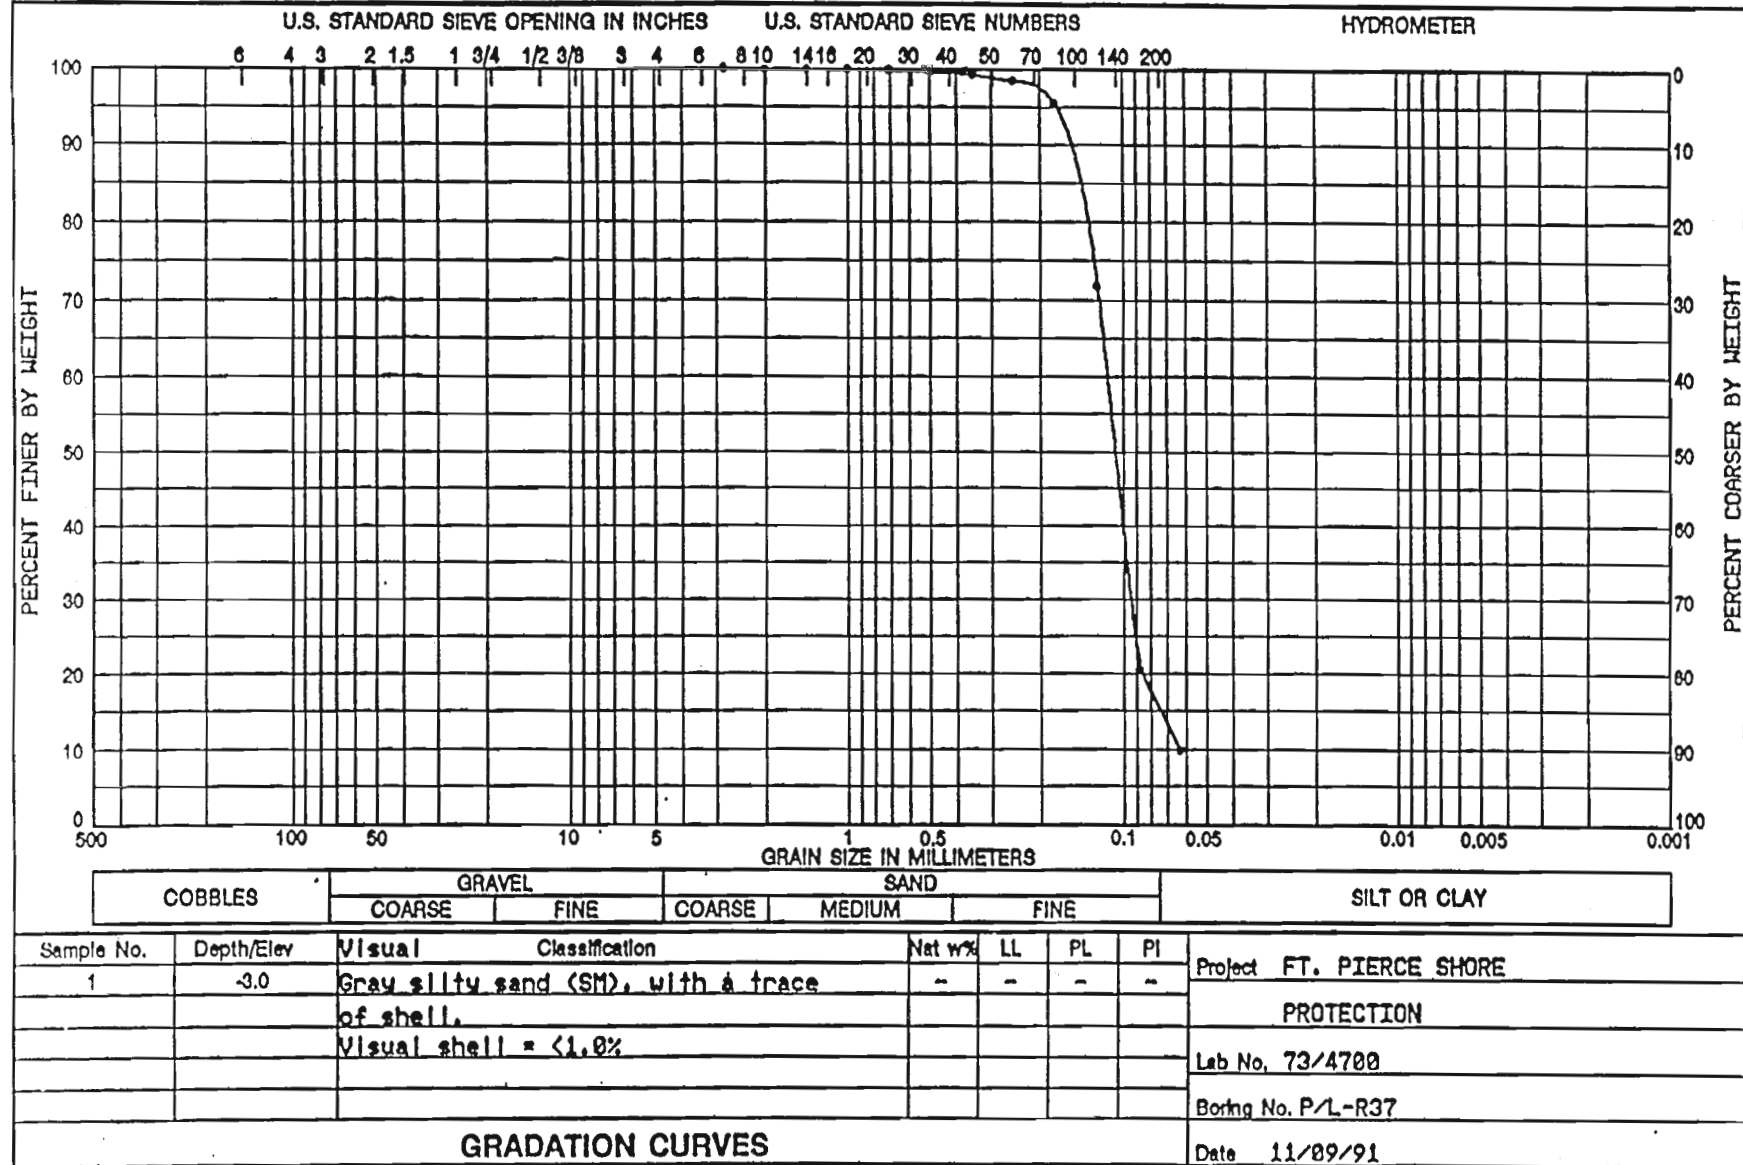 U.S. STANDARD SIEVE OPENING IN INCHES U.S. STANDARD SIEVE NUMBERS HYDROMETER
6 4 3 2 1.5 1 3/4 1/2 3/8 3 4 6 8 10 14 16 20 30 40 50 70 100 140 200
100 0
90 10
80 20
70 30
60 40
50 50
40 60
30 70
20 80
10 90
0 100
PERCENT FINER BY WEIGHT
PERCENT COARSER BY WEIGHT
500 100 50 10 5 1 0.5 0.1 0.05 0.01 0.005 0.001
GRAIN SIZE IN MILLIMETERS
COBBLES GRAVEL SAND SILT OR CLAY
COARSE FINE COARSE MEDIUM FINE
Sample No. Depth/Elev Visual Classification Nat w% LL PL PI
1 -3.0 Gray silty sand (SM), with a trace - - - -
of shell.
Visual shell = <1.0%
Project FT. PIERCE SHORE
PROTECTION
Lab No. 73/4700
Boring No. P/L-R37
Date 11/09/91
GRADATION CURVES